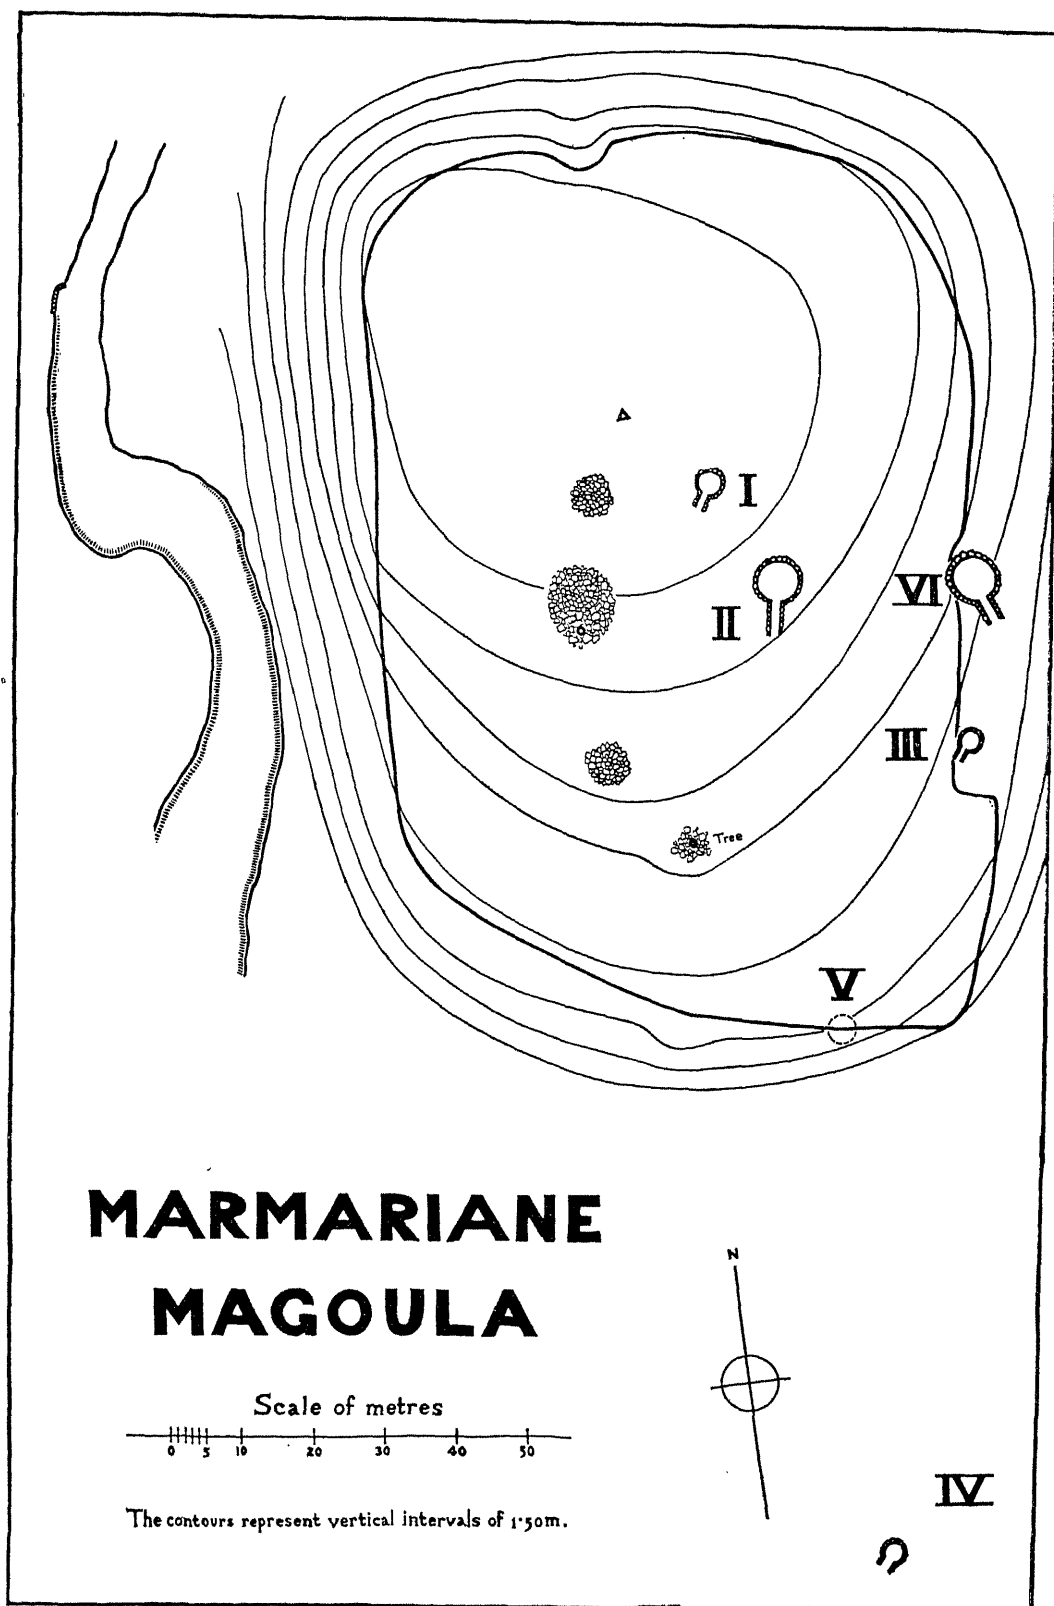 I
II
VI
III
Tree
V
MARMARIANE
MAGOULA
N
Scale of metres
0 5 10 20 30 40 50
The contours represent vertical intervals of 1·50m.
IV